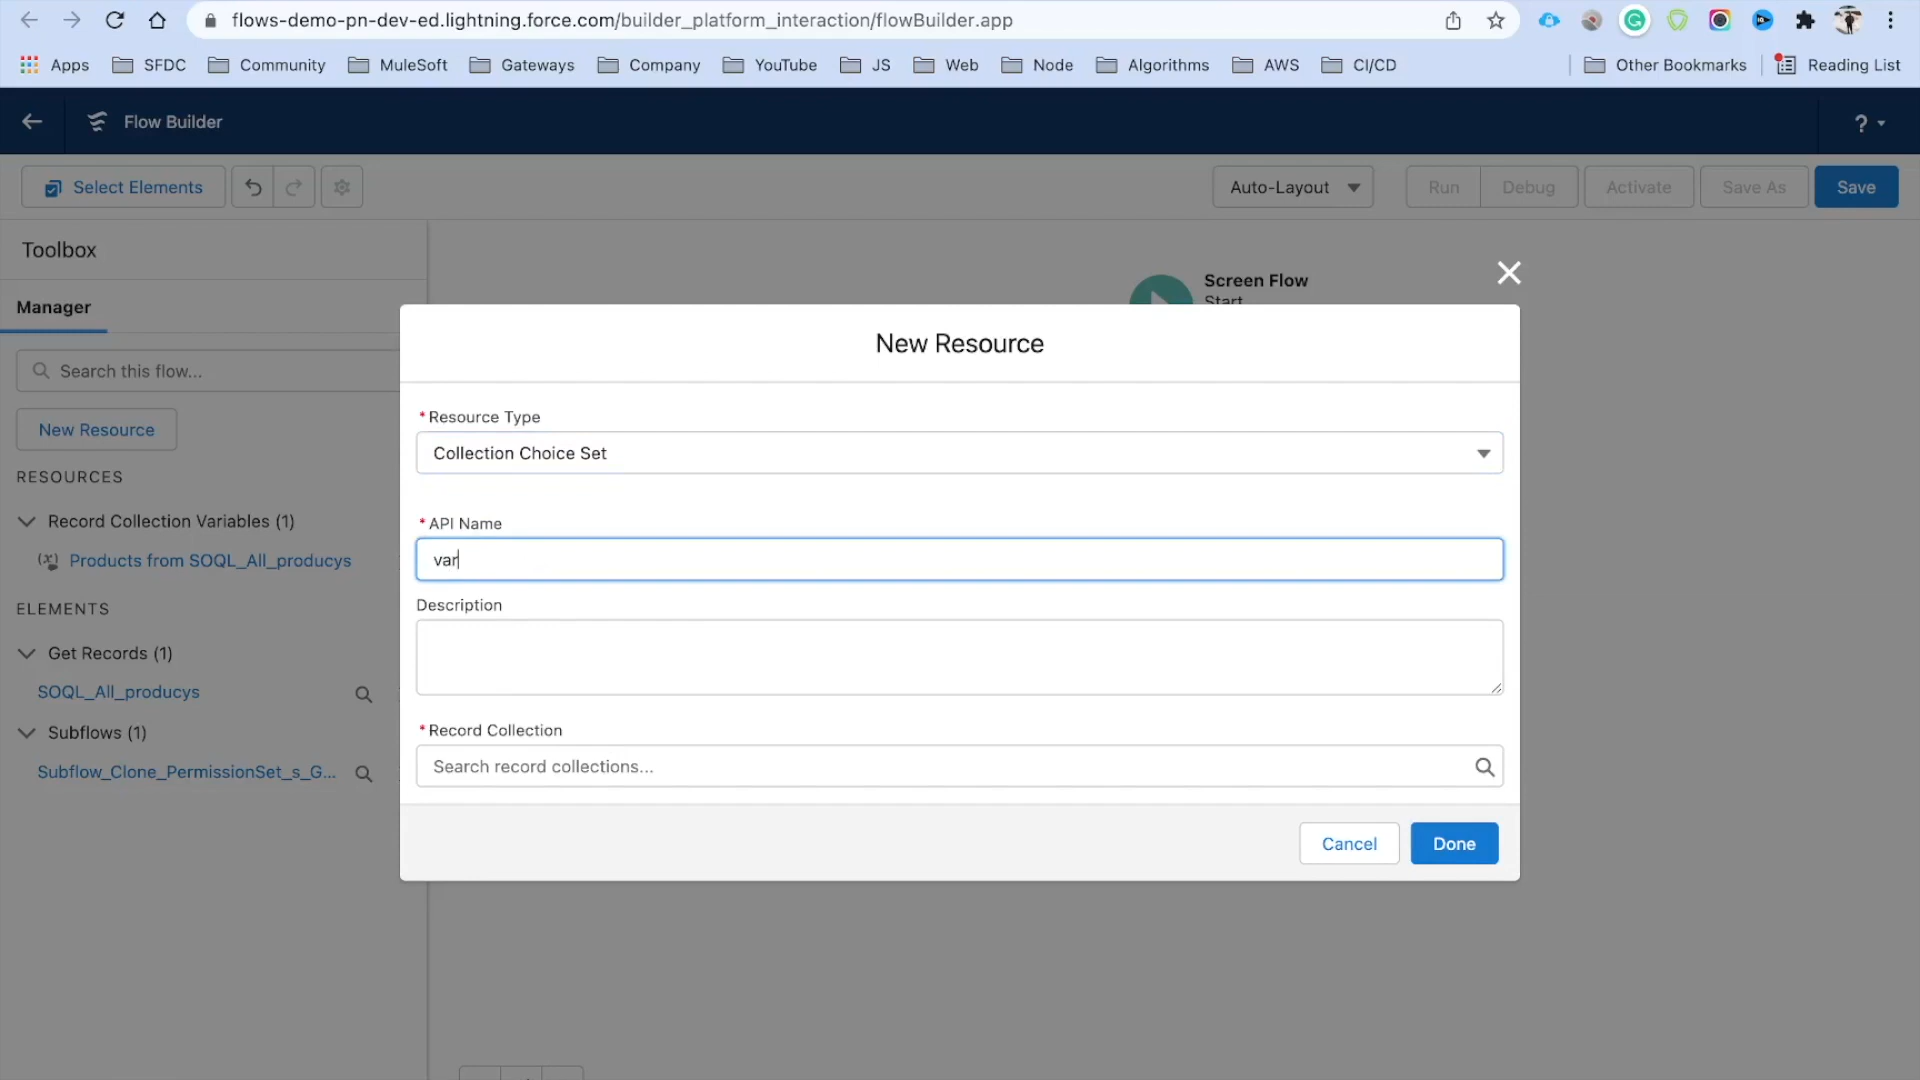 flows-demo-pn-dev-ed.lightning.force.com/builder_platform_interaction/flowBuilder.app
Apps SFDC Community MuleSoft Gateways Company YouTube JS Web Node Algorithms AWS CI/CD Other Bookmarks Reading List
Flow Builder ?
Select Elements Auto-Layout Run Debug Activate Save As Save
Toolbox
Screen Flow
Start
Manager
New Resource
Search this flow...
* Resource Type
New Resource
Collection Choice Set
RESOURCES
Record Collection Variables (1)
* API Name
Products from SOQL_All_producys
var
ELEMENTS
Description
Get Records (1)
SOQL_All_producys
Subflows (1)
* Record Collection
Subflow_Clone_PermissionSet_s_G...
Search record collections...
Cancel Done